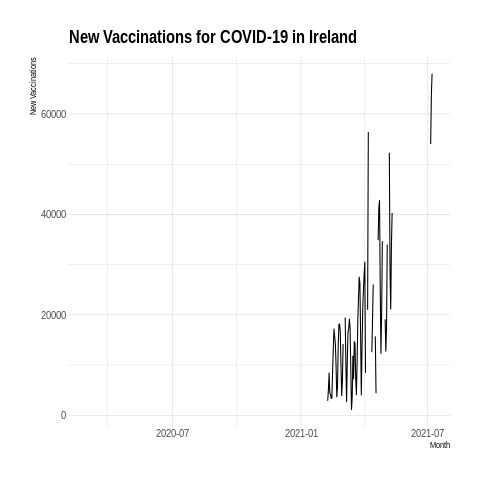 New Vaccinations for COVID-19 in Ireland
New Vaccinations
60000
40000
20000
0
2020-07
2021-01
2021-07
Month